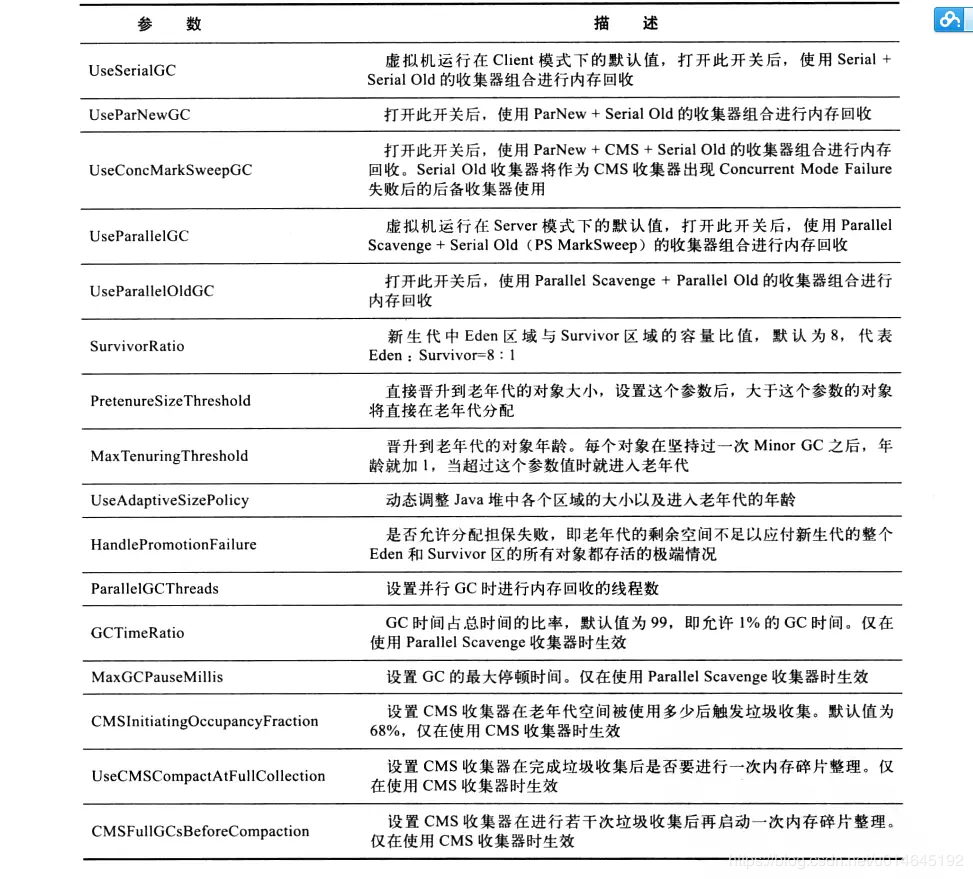 参 数 描 述
UseSerialGC
虚拟机运行在 Client 模式下的默认值，打开此开关后，使用 Serial +
Serial Old 的收集器组合进行内存回收
UseParNewGC
打开此开关后，使用 ParNew + Serial Old 的收集器组合进行内存回收
UseConcMarkSweepGC
打开此开关后，使用 ParNew + CMS + Serial Old 的收集器组合进行内存
回收。Serial Old 收集器将作为 CMS 收集器出现 Concurrent Mode Failure
失败后的后备收集器使用
UseParallelGC
虚拟机运行在 Server 模式下的默认值，打开此开关后，使用 Parallel
Scavenge + Serial Old（PS MarkSweep）的收集器组合进行内存回收
UseParallelOldGC
打开此开关后，使用 Parallel Scavenge + Parallel Old 的收集器组合进行
内存回收
SurvivorRatio
新生代中 Eden 区域与 Survivor 区域的容量比值，默认为 8，代表
Eden：Survivor=8∶1
PretenureSizeThreshold
直接晋升到老年代的对象大小，设置这个参数后，大于这个参数的对象
将直接在老年代分配
MaxTenuringThreshold
晋升到老年代的对象年龄。每个对象在坚持过一次 Minor GC 之后，年
龄就加 1，当超过这个参数值时就进入老年代
UseAdaptiveSizePolicy
动态调整 Java 堆中各个区域的大小以及进入老年代的年龄
HandlePromotionFailure
是否允许分配担保失败，即老年代的剩余空间不足以应付新生代的整个
Eden 和 Survivor 区的所有对象都存活的极端情况
ParallelGCThreads
设置并行 GC 时进行内存回收的线程数
GCTimeRatio
GC 时间占总时间的比率，默认值为 99，即允许 1% 的 GC 时间。仅在
使用 Parallel Scavenge 收集器时生效
MaxGCPauseMillis
设置 GC 的最大停顿时间。仅在使用 Parallel Scavenge 收集器时生效
CMSInitiatingOccupancyFraction
设置 CMS 收集器在老年代空间被使用多少后触发垃圾收集。默认值为
68%，仅在使用 CMS 收集器时生效
UseCMSCompactAtFullCollection
设置 CMS 收集器在完成垃圾收集后是否要进行一次内存碎片整理。仅
在使用 CMS 收集器时生效
CMSFullGCsBeforeCompaction
设置 CMS 收集器在进行若干次垃圾收集后再启动一次内存碎片整理。
仅在使用 CMS 收集器时生效
https://blog.csdn.net/u014645192